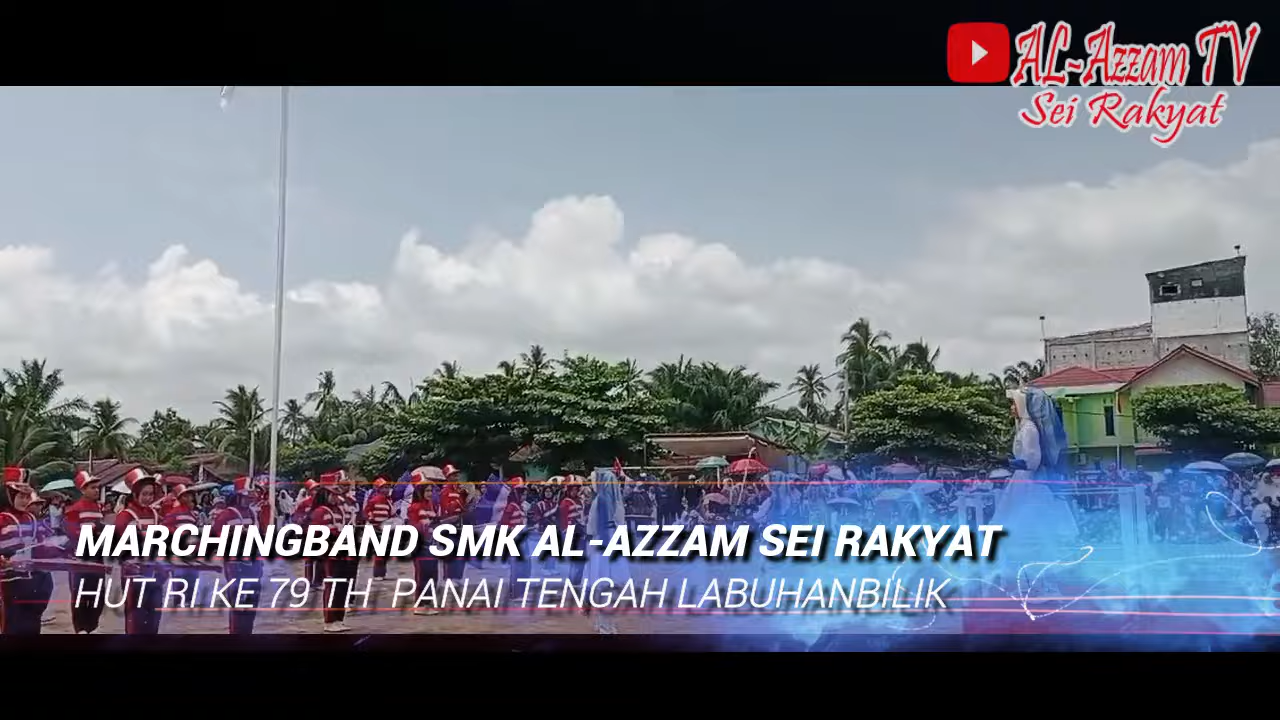 AL-Azzam TV
Sei Rakyat
MARCHINGBAND SMK AL-AZZAM SEI RAKYAT
HUT RI KE 79 TH PANAI TENGAH LABUHANBILIK